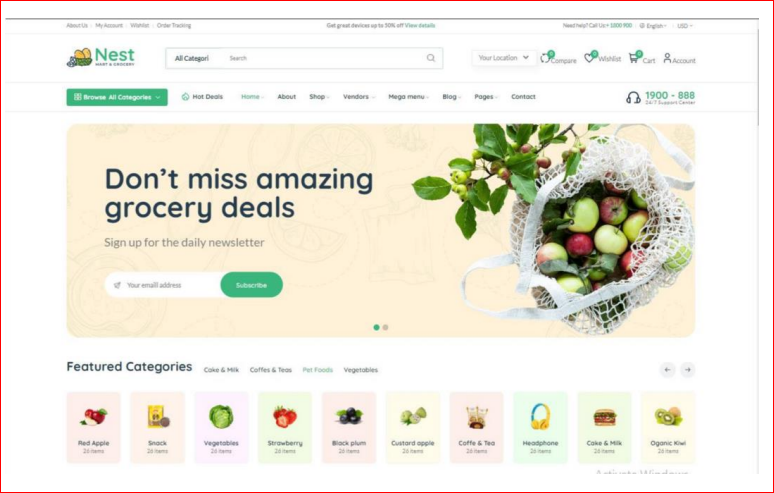 About Us My Account Wishlist Order Tracking
Get great devices up to 50% off View details
Need help? Call Us: + 1800 900 English USD
Nest
MART & GROCERY
All Categori Search
Your Location
0 Compare 0 Wishlist 0 Cart Account
Browse All Categories Hot Deals Home About Shop Vendors Mega menu Blog Pages Contact
1900 - 888
24/7 Support Center
Don't miss amazing
grocery deals
Sign up for the daily newsletter
Your emaill address Subscribe
Featured Categories Cake & Milk Coffes & Teas Pet Foods Vegetables
Red Apple Snack Vegetables Strawberry Black plum Custard apple Coffe & Tea Headphone Cake & Milk Oganic Kiwi
26 items 26 items 26 items 26 items 26 items 26 items 26 items 26 items 26 items 26 items